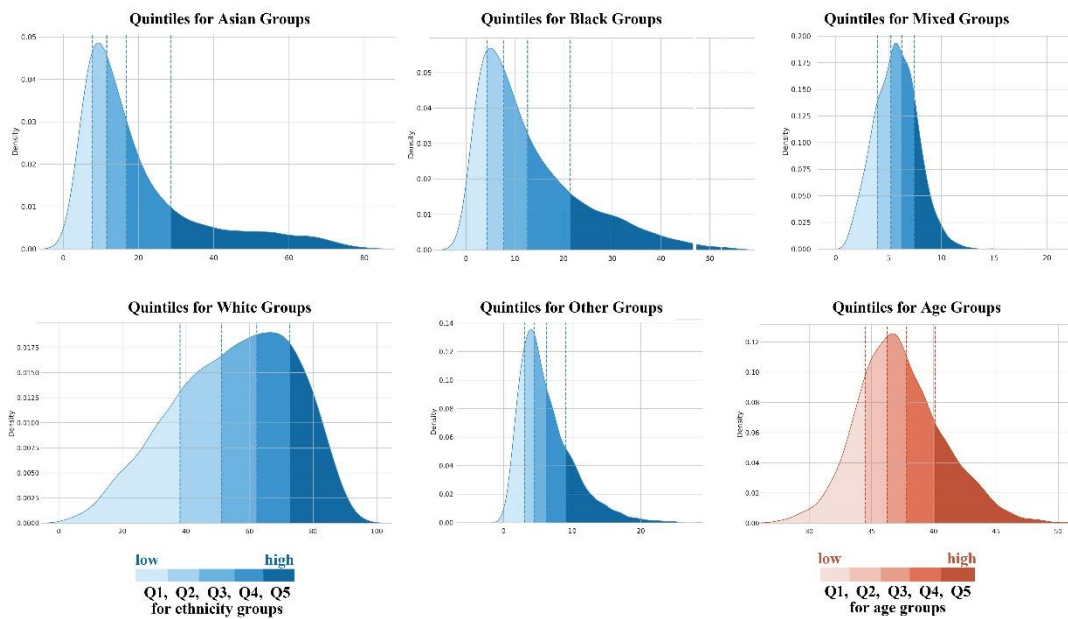 Quintiles for Asian Groups
0.05
0.04
0.03
0.02
0.01
0.00
Density
0 20 40 60 80
Quintiles for Black Groups
0.05
0.04
0.03
0.02
0.01
0.00
Density
0 10 20 30 40 50
Quintiles for Mixed Groups
0.200
0.175
0.150
0.125
0.100
0.075
0.050
0.025
0.000
Density
0 5 10 15 20
Quintiles for White Groups
0.0175
0.0150
0.0125
0.0100
0.0075
0.0050
0.0025
0.0000
Density
0 20 40 60 80 100
Quintiles for Other Groups
0.14
0.12
0.10
0.08
0.06
0.04
0.02
0.00
Density
0 10 20
Quintiles for Age Groups
0.12
0.10
0.08
0.06
0.04
0.02
0.00
Density
30 35 40 45 50
low high
Q1, Q2, Q3, Q4, Q5
for ethnicity groups
low high
Q1, Q2, Q3, Q4, Q5
for age groups